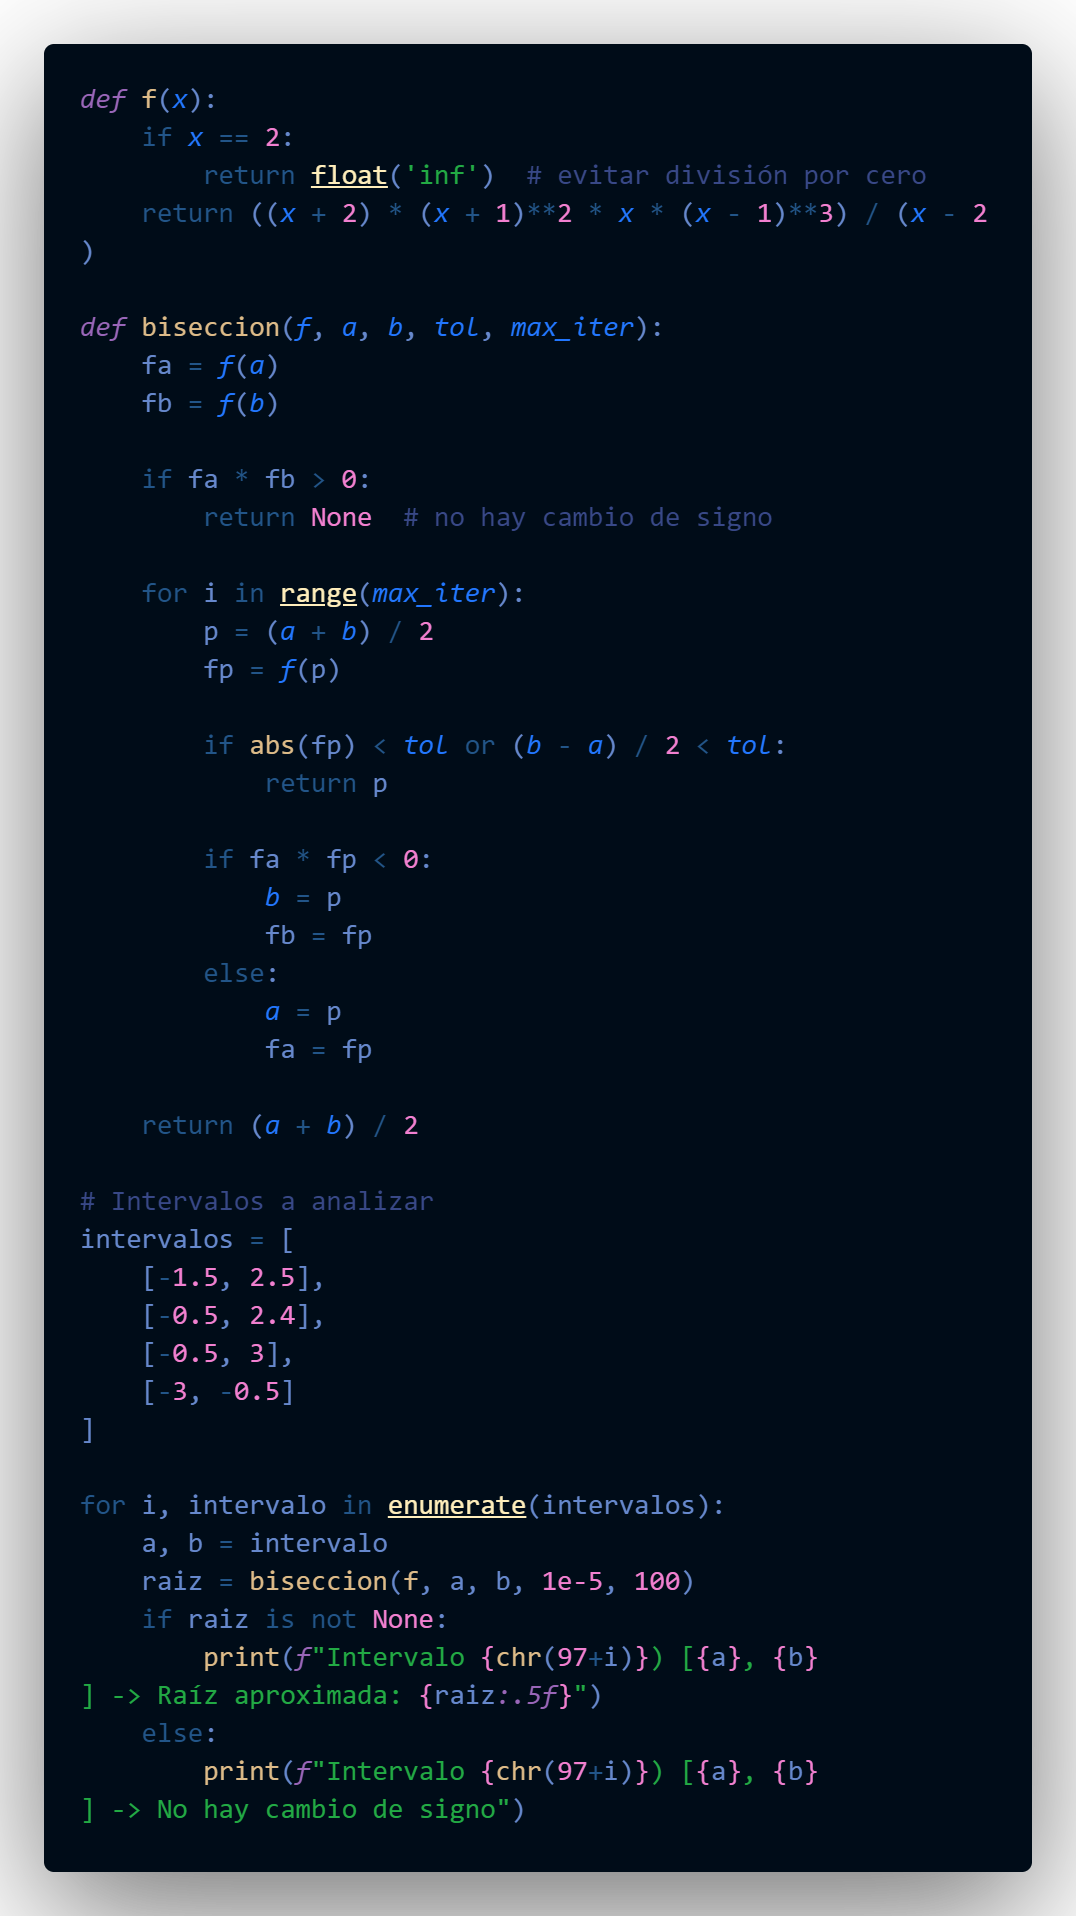 def f(x):
    if x == 2:
        return float('inf')  # evitar división por cero
    return ((x + 2) * (x + 1)**2 * x * (x - 1)**3) / (x - 2
)

def biseccion(f, a, b, tol, max_iter):
    fa = f(a)
    fb = f(b)

    if fa * fb > 0:
        return None  # no hay cambio de signo

    for i in range(max_iter):
        p = (a + b) / 2
        fp = f(p)

        if abs(fp) < tol or (b - a) / 2 < tol:
            return p

        if fa * fp < 0:
            b = p
            fb = fp
        else:
            a = p
            fa = fp

    return (a + b) / 2

# Intervalos a analizar
intervalos = [
    [-1.5, 2.5],
    [-0.5, 2.4],
    [-0.5, 3],
    [-3, -0.5]
]

for i, intervalo in enumerate(intervalos):
    a, b = intervalo
    raiz = biseccion(f, a, b, 1e-5, 100)
    if raiz is not None:
        print(f"Intervalo {chr(97+i)}) [{a}, {b}
] -> Raíz aproximada: {raiz:.5f}")
    else:
        print(f"Intervalo {chr(97+i)}) [{a}, {b}
] -> No hay cambio de signo")